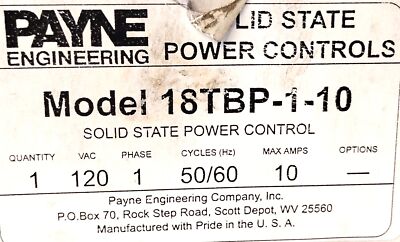 PAYNE
ENGINEERING
LID STATE
POWER CONTROLS
Model 18TBP-1-10
SOLID STATE POWER CONTROL
QUANTITY VAC PHASE CYCLES (Hz) MAX AMPS OPTIONS
1 120 1 50/60 10 —
Payne Engineering Company, Inc.
P.O.Box 70, Rock Step Road, Scott Depot, WV 25560
Manufactured with Pride in the U.S.A.